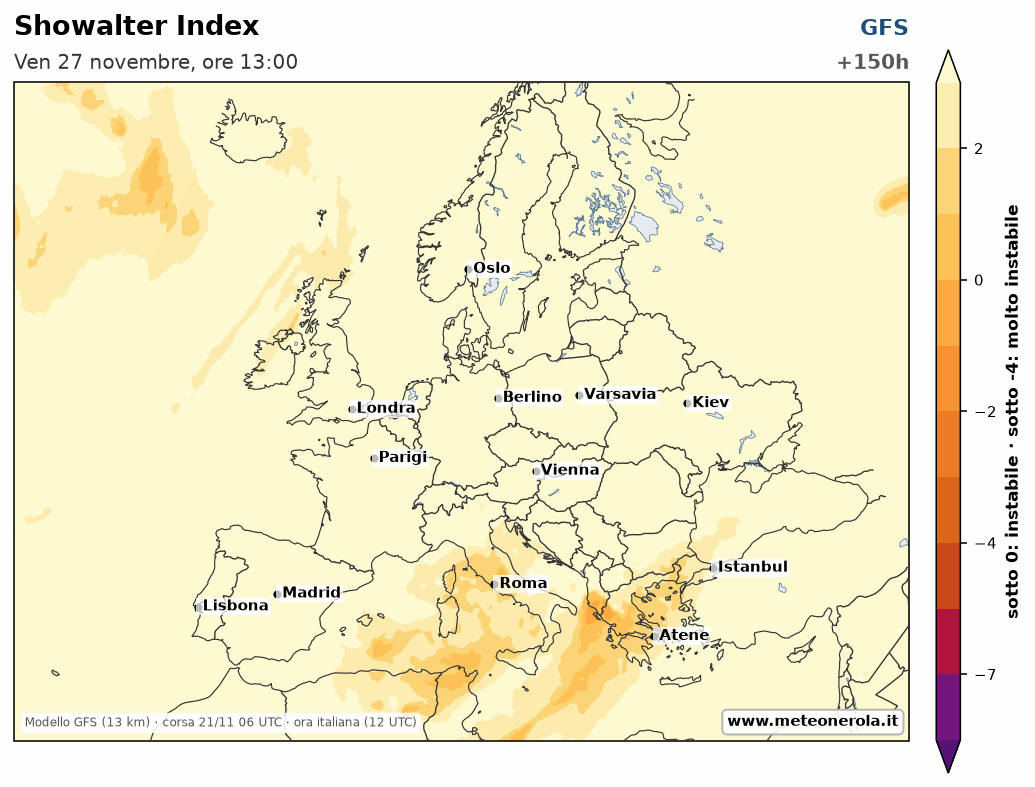 Showalter Index
GFS
Ven 27 novembre, ore 13:00
+150h
Oslo
Berlino
Varsavia
Kiev
Londra
Parigi
Vienna
Istanbul
Roma
Madrid
Lisbona
Atene
Modello GFS (13 km) · corsa 21/11 06 UTC · ora italiana (12 UTC)
www.meteonerola.it
2
0
−2
−4
−7
sotto 0: instabile · sotto -4: molto instabile